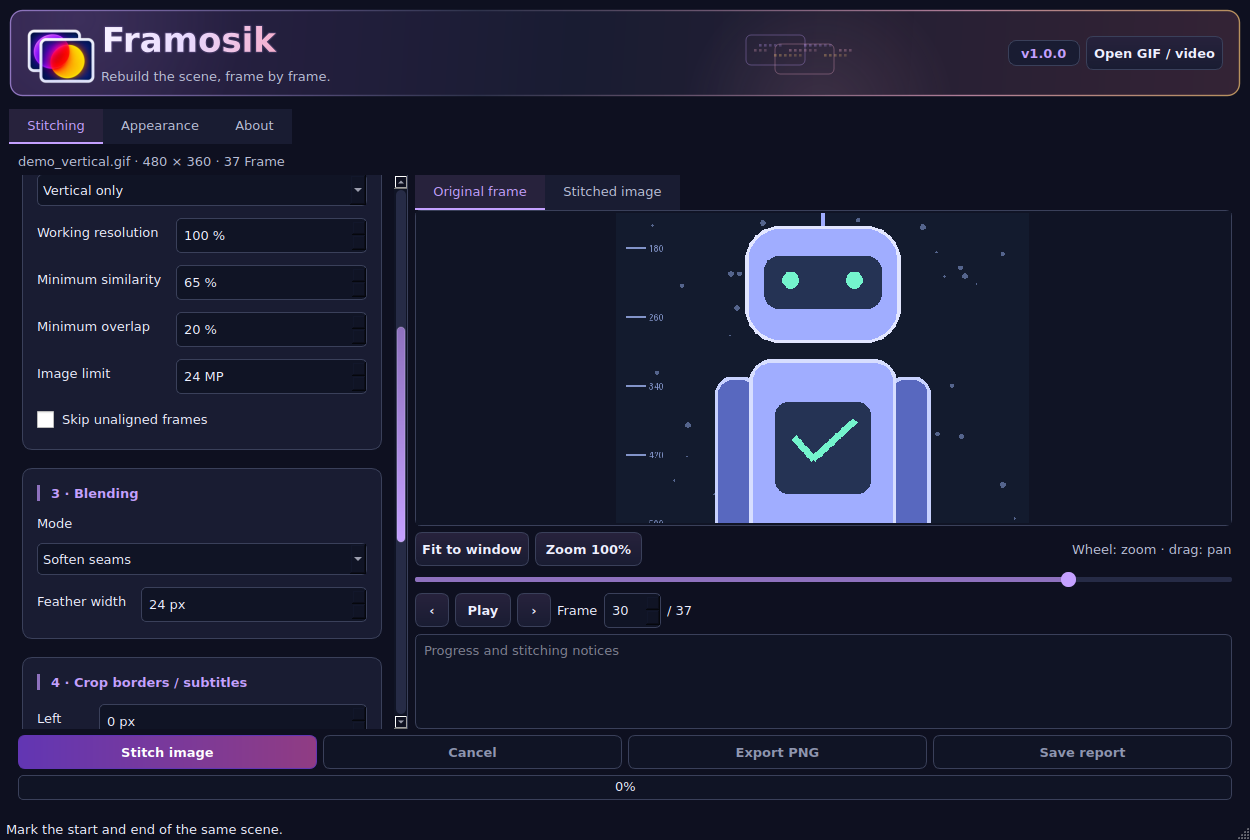 Framosik
Rebuild the scene, frame by frame.
v1.0.0
Open GIF / video
Stitching
Appearance
About
demo_vertical.gif · 480 × 360 · 37 Frame
Vertical only
Working resolution
100 %
Minimum similarity
65 %
Minimum overlap
20 %
Image limit
24 MP
Skip unaligned frames
3 · Blending
Mode
Soften seams
Feather width
24 px
4 · Crop borders / subtitles
Left
0 px
Original frame
Stitched image
180
260
340
420
Fit to window
Zoom 100%
Wheel: zoom · drag: pan
‹
Play
›
Frame
30
/ 37
Progress and stitching notices
Stitch image
Cancel
Export PNG
Save report
0%
Mark the start and end of the same scene.